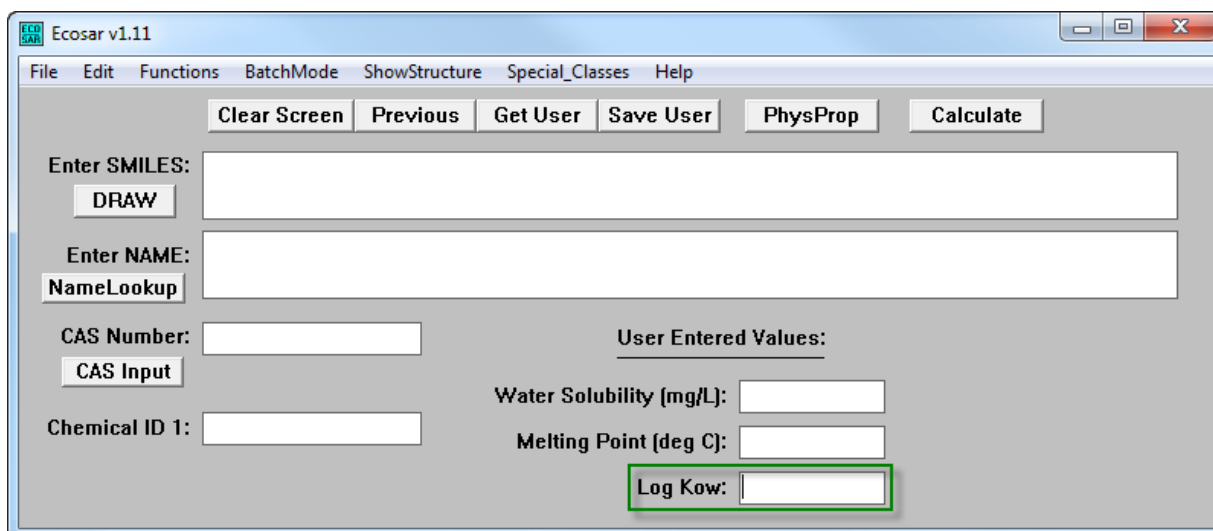 ECO
SAR
Ecosar v1.11
X
File Edit Functions BatchMode ShowStructure Special_Classes Help
Clear Screen Previous Get User Save User PhysProp Calculate
Enter SMILES:
DRAW
Enter NAME:
NameLookup
CAS Number:
CAS Input
Chemical ID 1:
User Entered Values:
Water Solubility (mg/L):
Melting Point (deg C):
Log Kow: